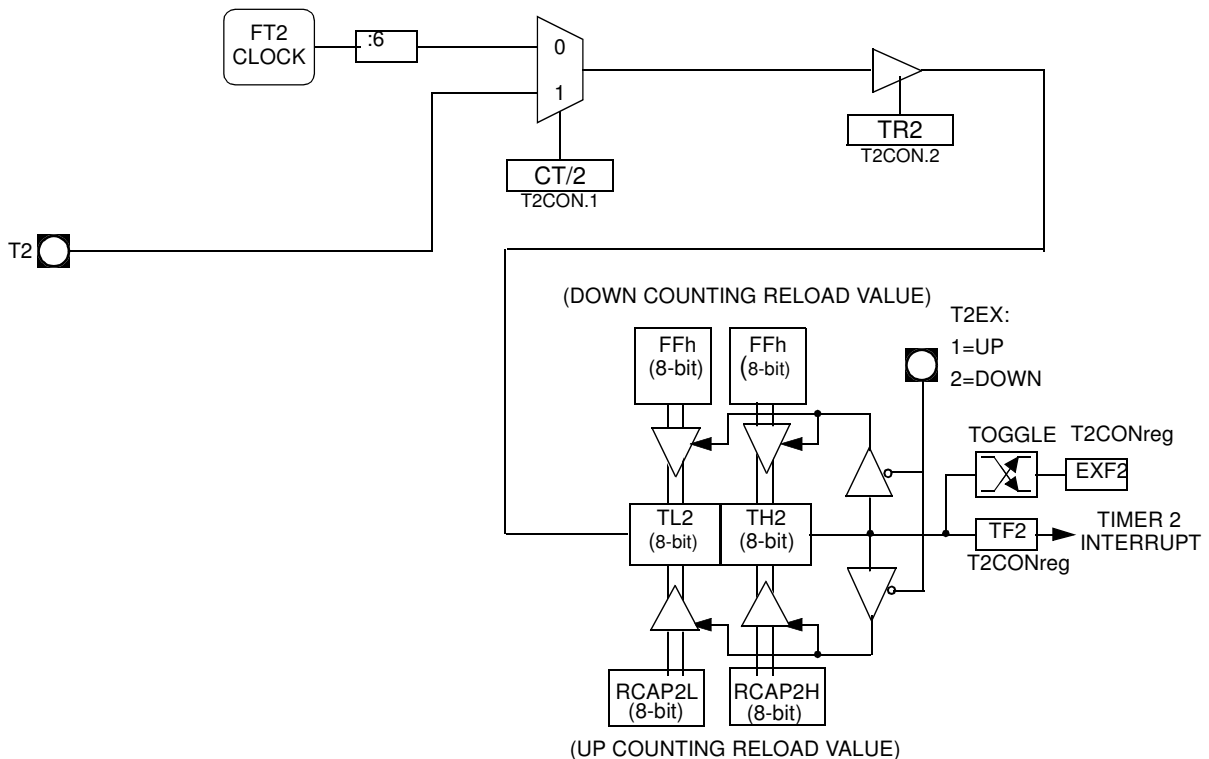 FT2
CLOCK
:6
0
1
TR2
T2CON.2
CT/2
T2CON.1
T2
(DOWN COUNTING RELOAD VALUE)
T2EX:
1=UP
2=DOWN
FFh
(8-bit)
FFh
(8-bit)
TOGGLE T2CONreg
EXF2
TL2
(8-bit)
TH2
(8-bit)
TF2
T2CONreg
TIMER 2
INTERRUPT
RCAP2L
(8-bit)
RCAP2H
(8-bit)
(UP COUNTING RELOAD VALUE)